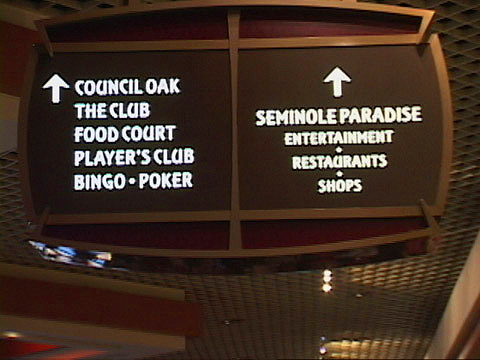 COUNCIL OAK
THE CLUB
FOOD COURT
PLAYER'S CLUB
BINGO • POKER
SEMINOLE PARADISE
ENTERTAINMENT
•
RESTAURANTS
•
SHOPS